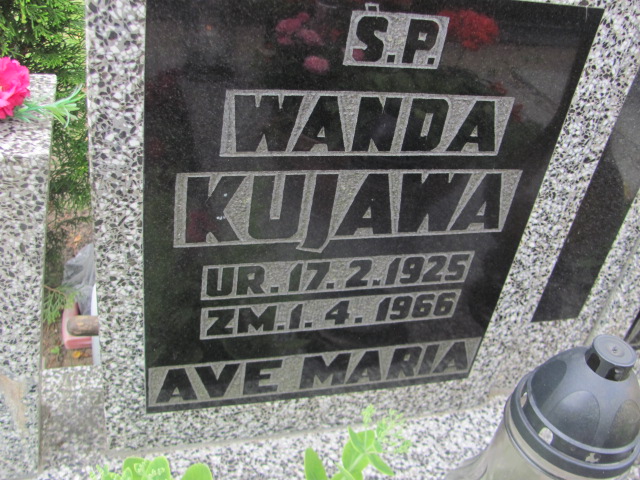 Ś.P.
WANDA
KUJAWA
UR. 17. 2. 1925
ZM. 1. 4. 1966
AVE MARIA